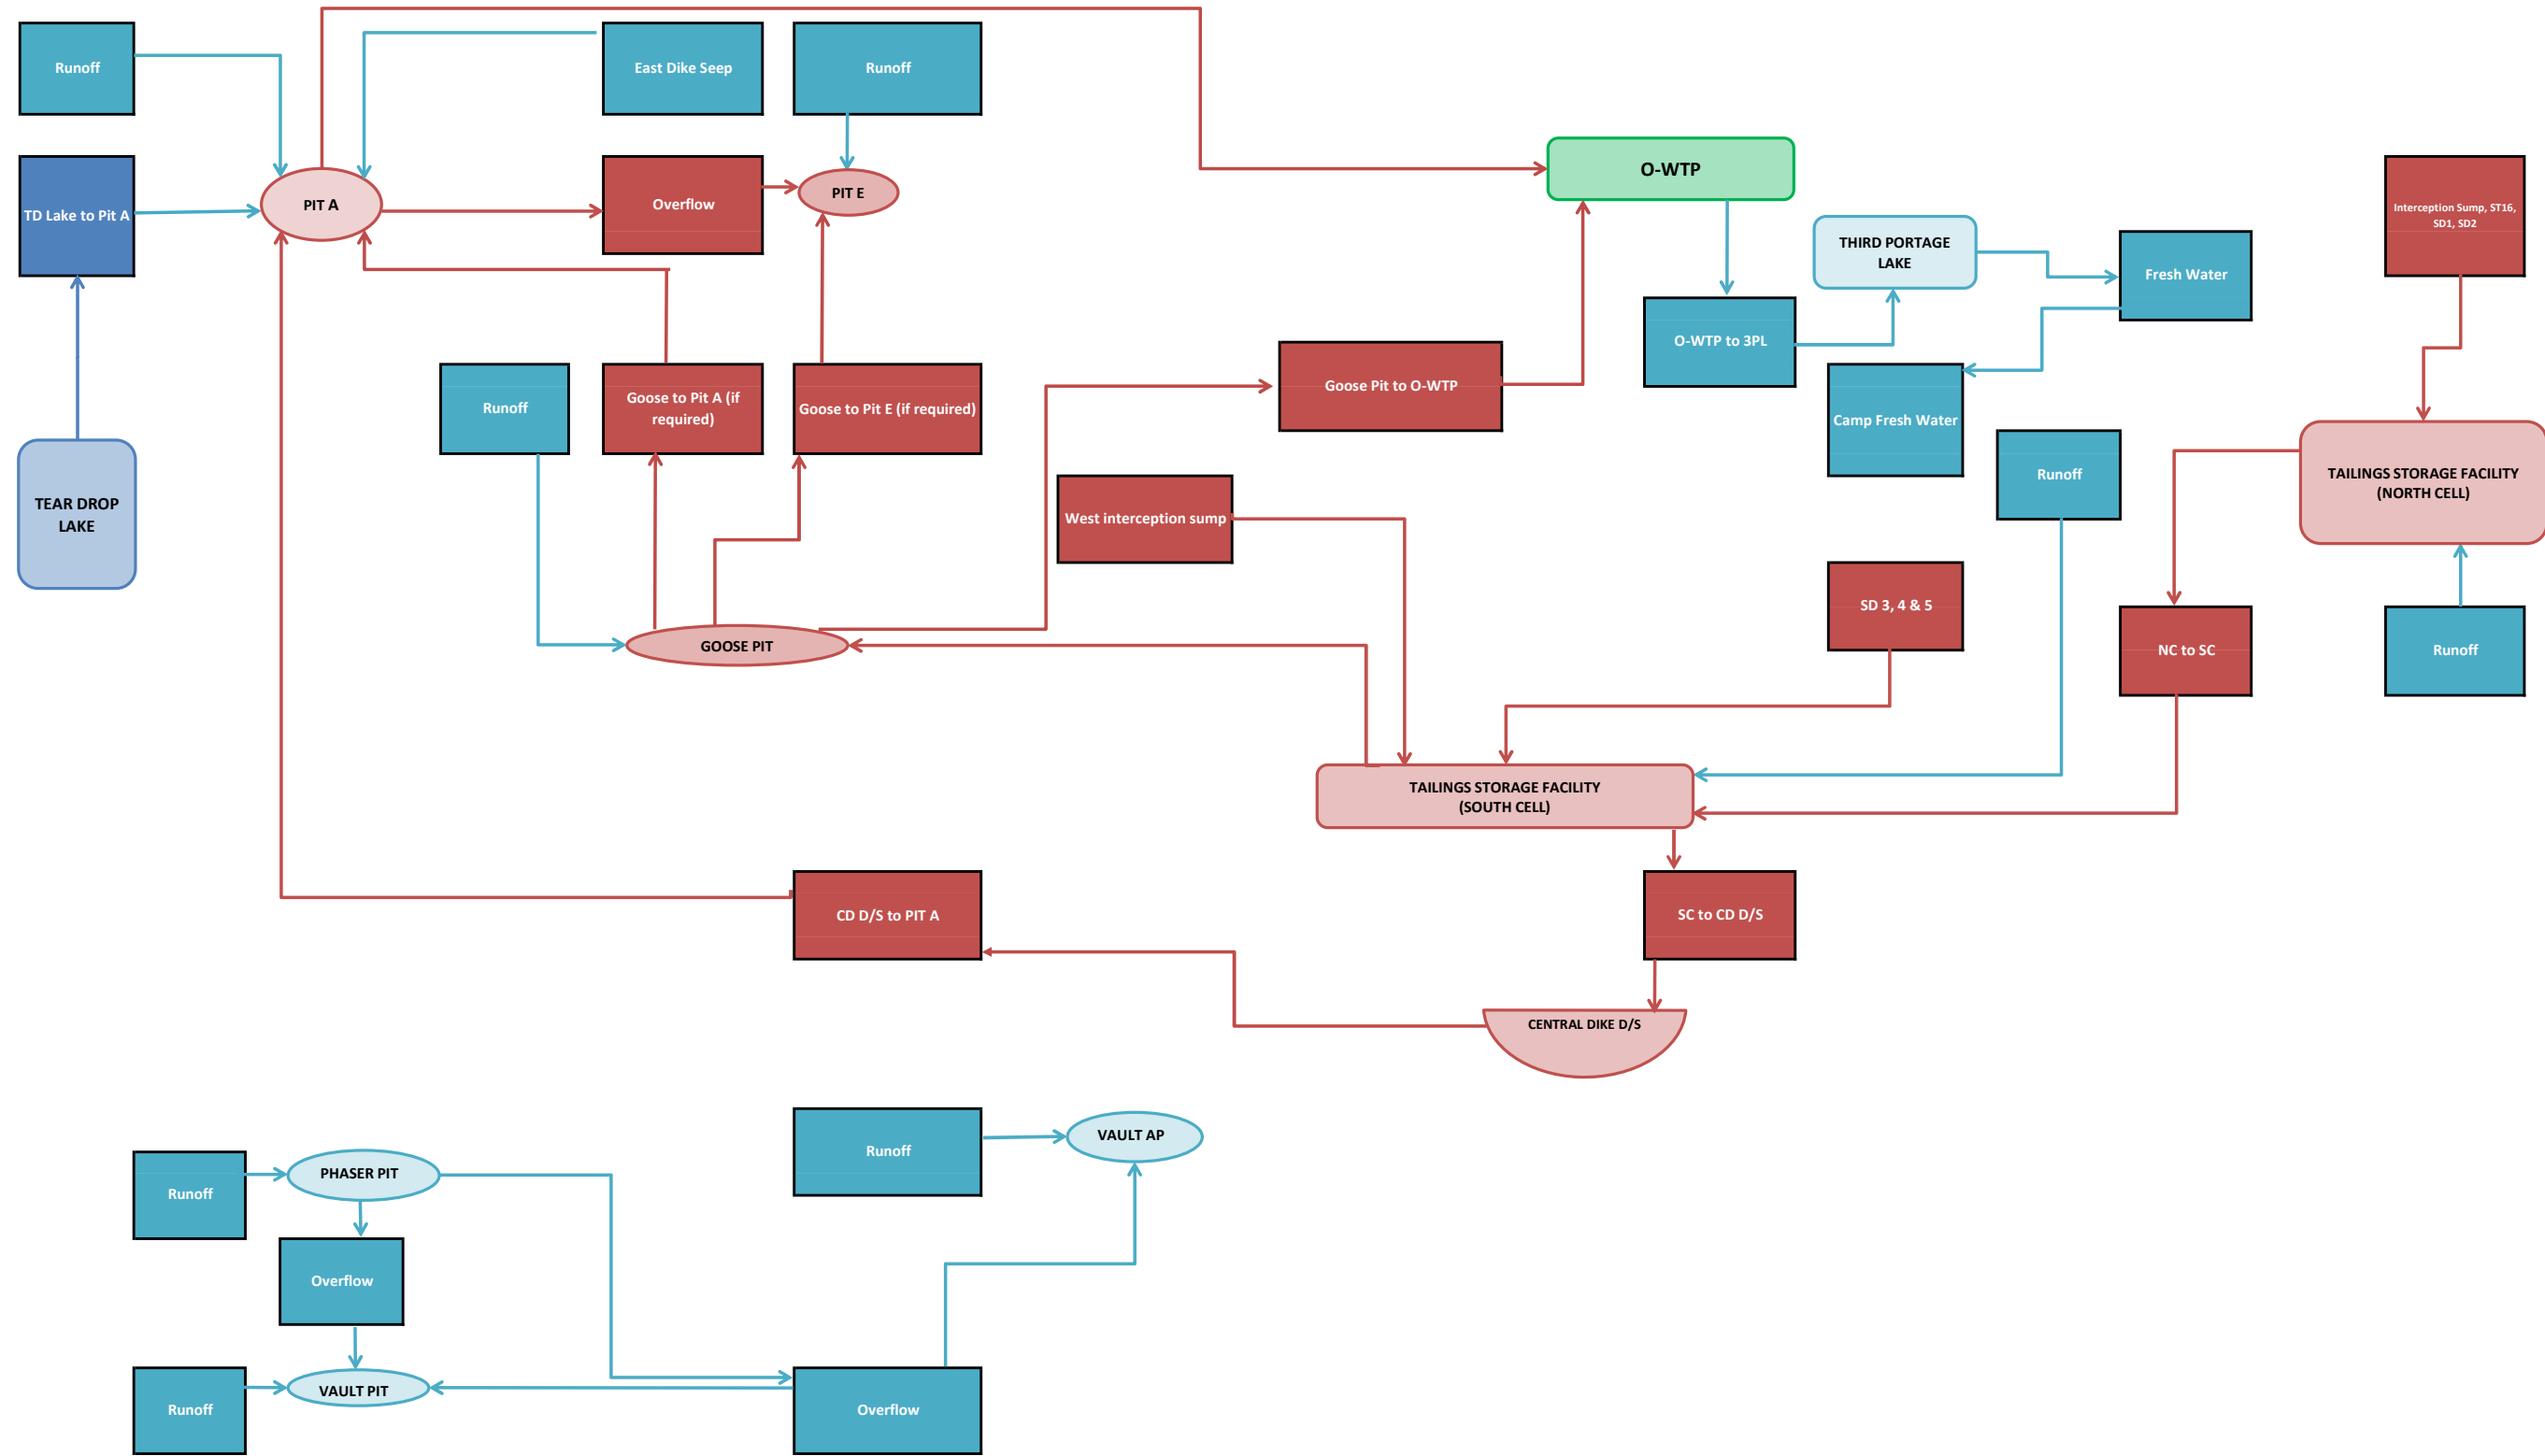 Runoff
East Dike Seep
Runoff
O-WTP
TD Lake to Pit A
PIT A
Overflow
PIT E
Interception Sump, ST16,
SD1, SD2
THIRD PORTAGE
LAKE
Fresh Water
O-WTP to 3PL
Goose Pit to O-WTP
Runoff
Goose to Pit A (if
required)
Goose to Pit E (if required)
Camp Fresh Water
Runoff
TAILINGS STORAGE FACILITY
(NORTH CELL)
TEAR DROP
LAKE
West interception sump
SD 3, 4 & 5
GOOSE PIT
NC to SC
Runoff
TAILINGS STORAGE FACILITY
(SOUTH CELL)
CD D/S to PIT A
SC to CD D/S
CENTRAL DIKE D/S
Runoff
VAULT AP
Runoff
PHASER PIT
Overflow
Runoff
VAULT PIT
Overflow